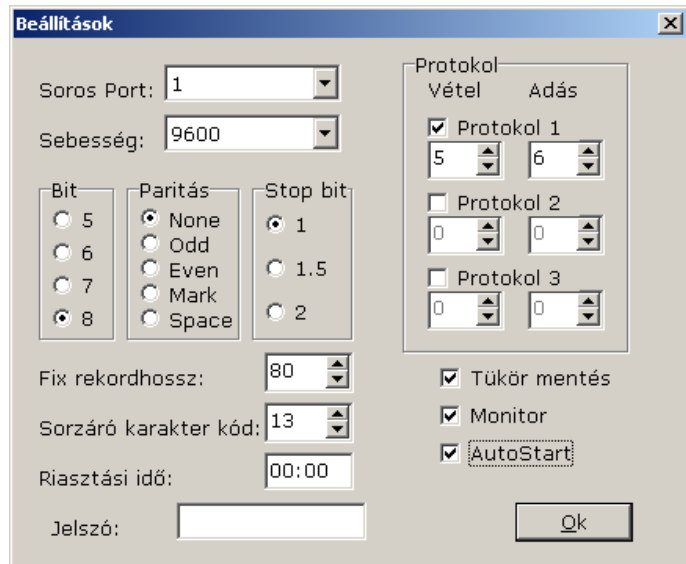 Beállítások
Soros Port: 1
Sebesség: 9600
Bit
5
6
7
8
Paritás
None
Odd
Even
Mark
Space
Stop bit
1
1.5
2
Fix rekordhossz: 80
Sorzáró karakter kód: 13
Riasztási idő: 00:00
Jelszó:
Protokol
Vétel Adás
Protokol 1
5 6
Protokol 2
0 0
Protokol 3
0 0
Tükör mentés
Monitor
AutoStart
Ok